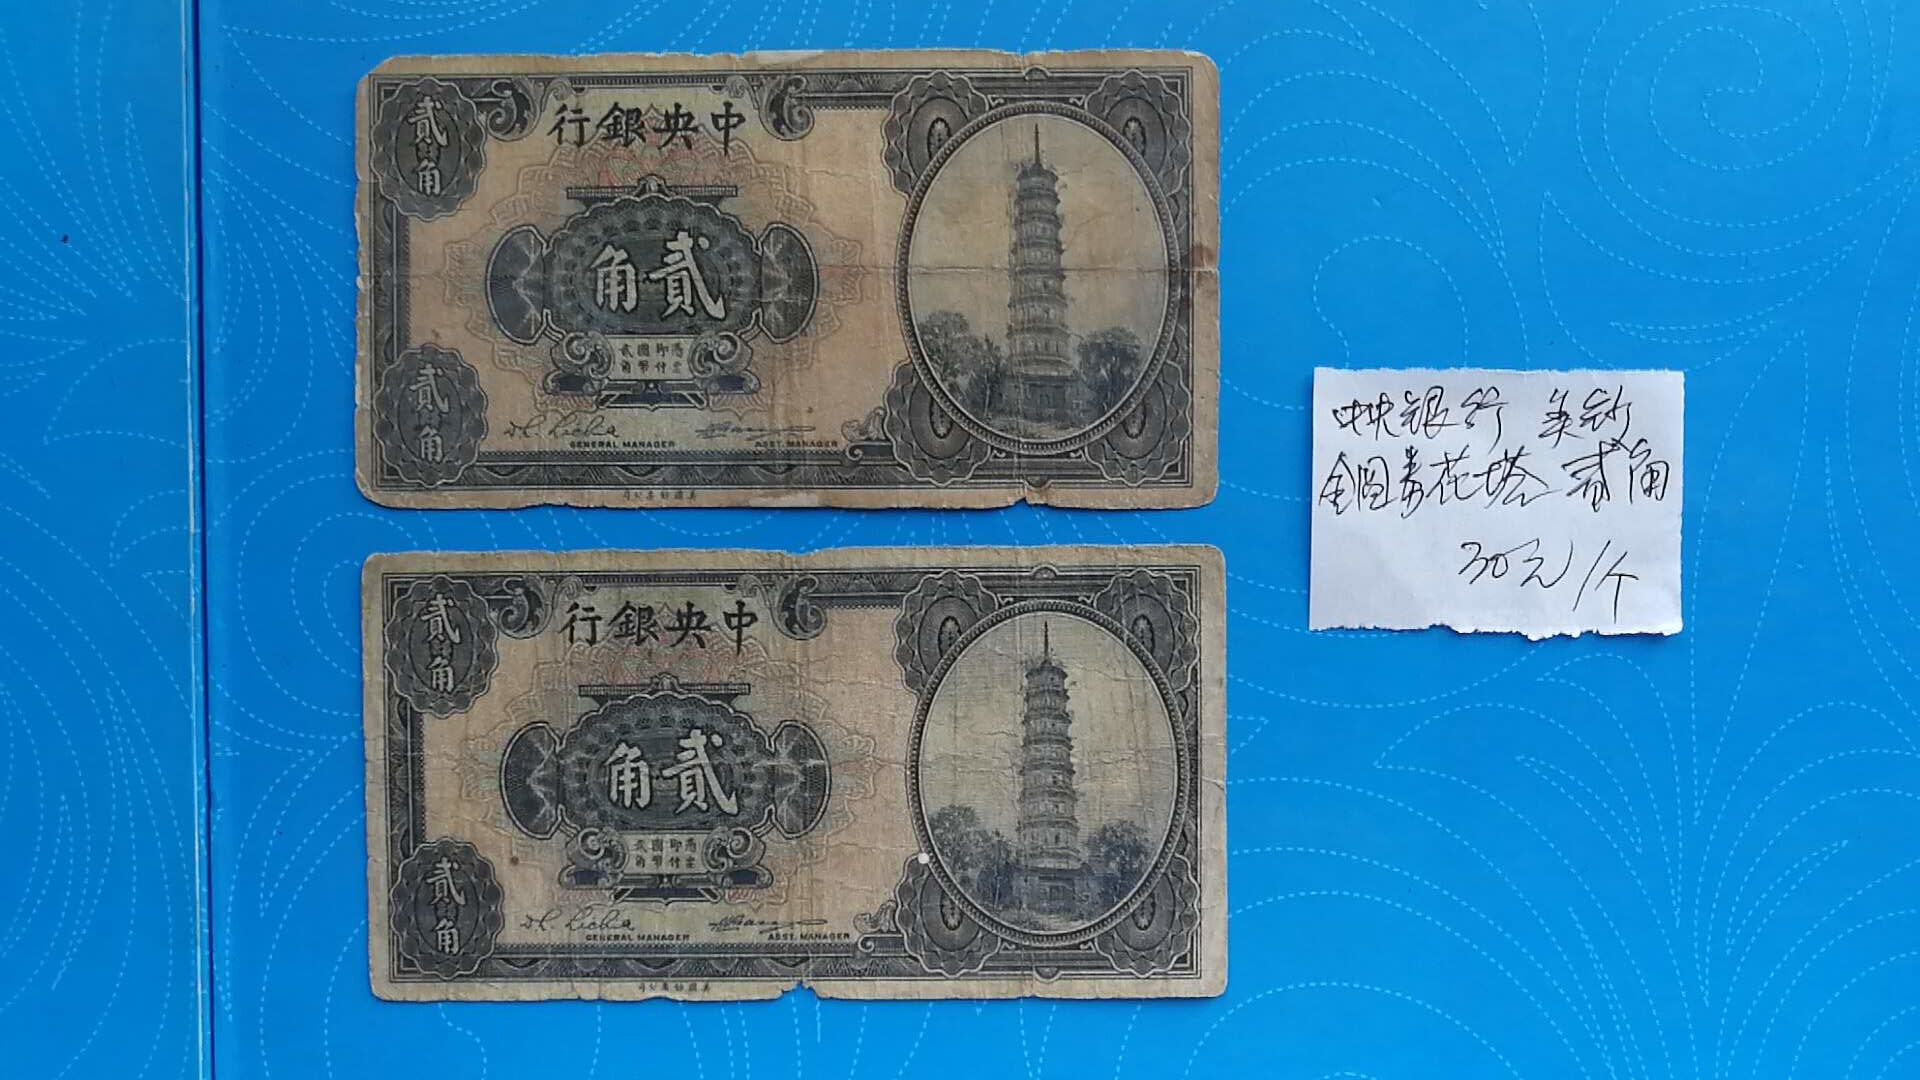 中央銀行
貳角
貳角
貳角
憑票即付國幣貳角
GENERAL MANAGER
ASST. MANAGER
中央銀行
貳角
貳角
貳角
憑票即付國幣貳角
GENERAL MANAGER
ASST. MANAGER
中央银行 美钞
花塔 贰角
30元/个